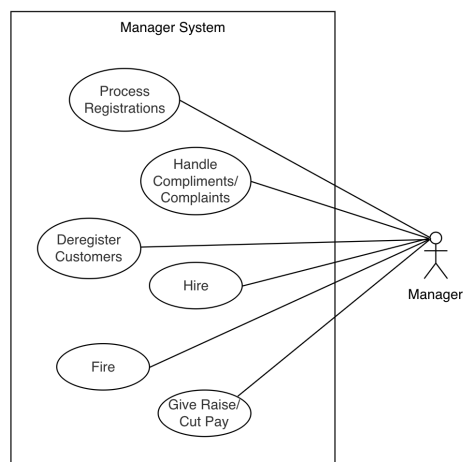 Manager System
Process
Registrations
Handle
Compliments/
Complaints
Deregister
Customers
Hire
Manager
Fire
Give Raise/
Cut Pay